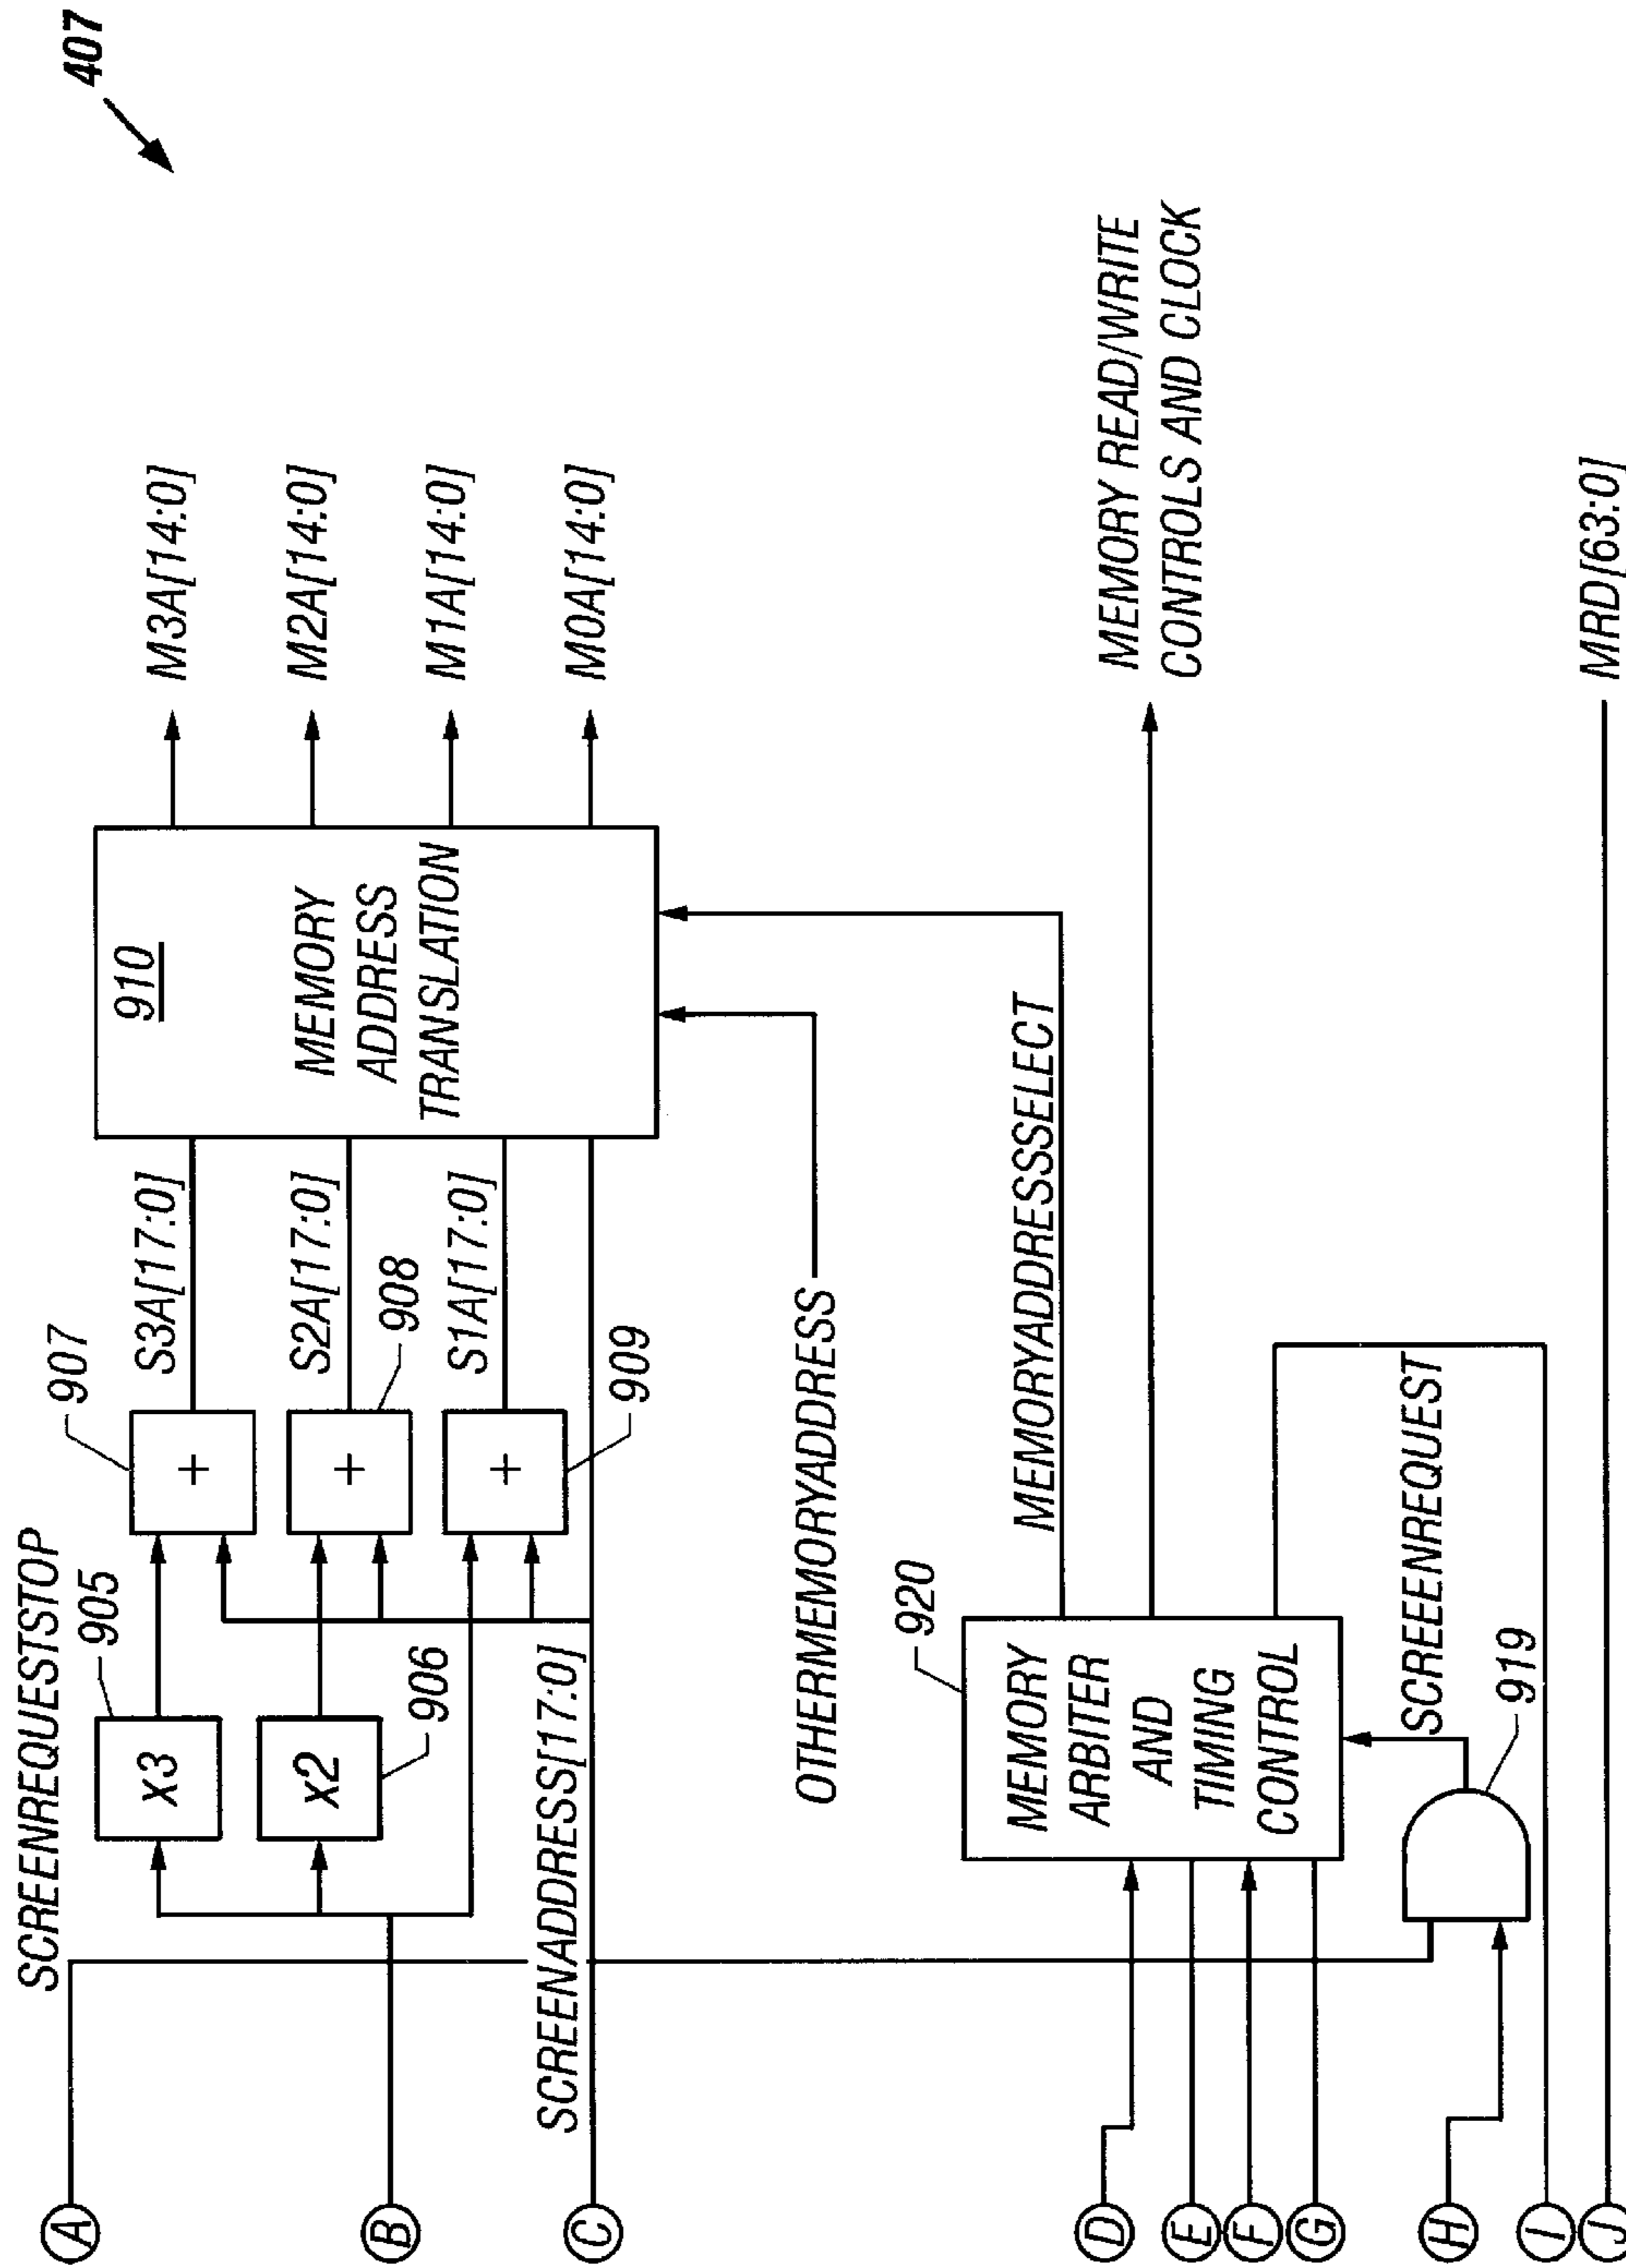 407
SCREENREQUESTSTOP
905
x3
x2
906
907
+
+
+
908
909
S3A[17:0]
S2A[17:0]
S1A[17:0]
SCREENADDRESS[17:0]
910
MEMORY
ADDRESS
TRANSLATION
M3A[14:0]
M2A[14:0]
M1A[14:0]
M0A[14:0]
OTHERMEMORYADDRESS
MEMORYADDRESSSELECT
920
MEMORY
ARBITER
AND
TIMING
CONTROL
MEMORY READ/WRITE
CONTROLS AND CLOCK
SCREENREQUEST
919
MRD[63:0]
A
B
C
D
E
F
G
H
I
J